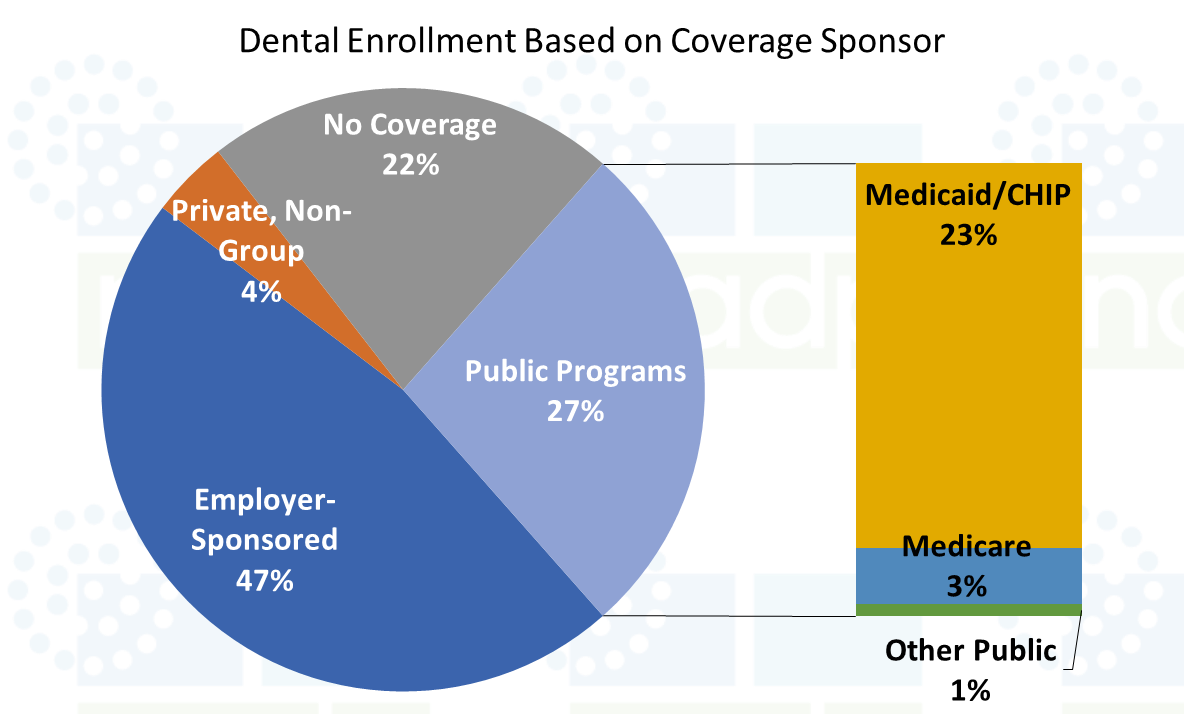 Dental Enrollment Based on Coverage Sponsor
No Coverage
22%
Private, Non-
Group
4%
Public Programs
27%
Employer-
Sponsored
47%
Medicaid/CHIP
23%
Medicare
3%
Other Public
1%